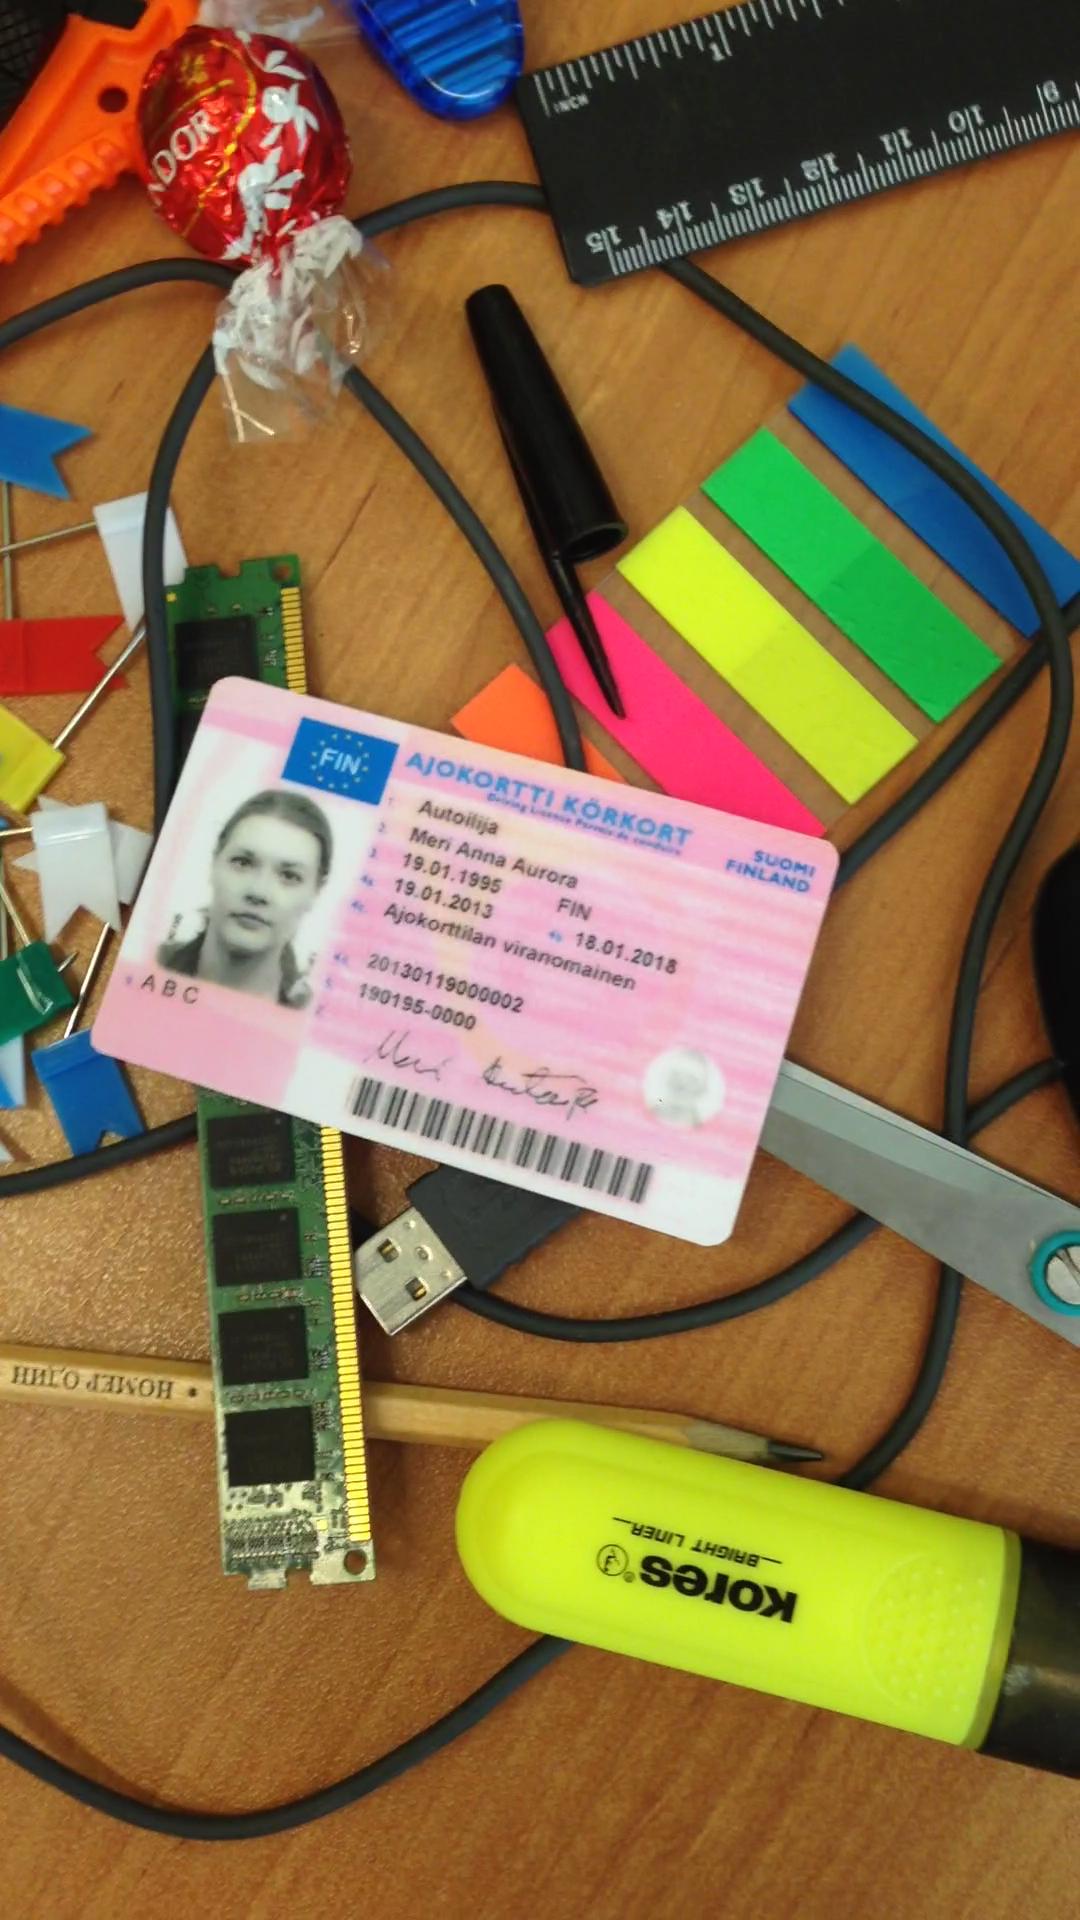 NDOR
INCH
1
15 14 13 12 11 10 9
FIN
AJOKORTTI KÖRKORT
Driving Licence Permis de conduire
SUOMI
FINLAND
1. Autoilija
2. Meri Anna Aurora
3. 19.01.1995 FIN
4a. 19.01.2013 4b. 18.01.2018
4c. Ajokorttilan viranomainen
4d. 20130119000002
5. 190195-0000
9. ABC
НОМЕР ОДИН
Kores®
BRIGHT LINER